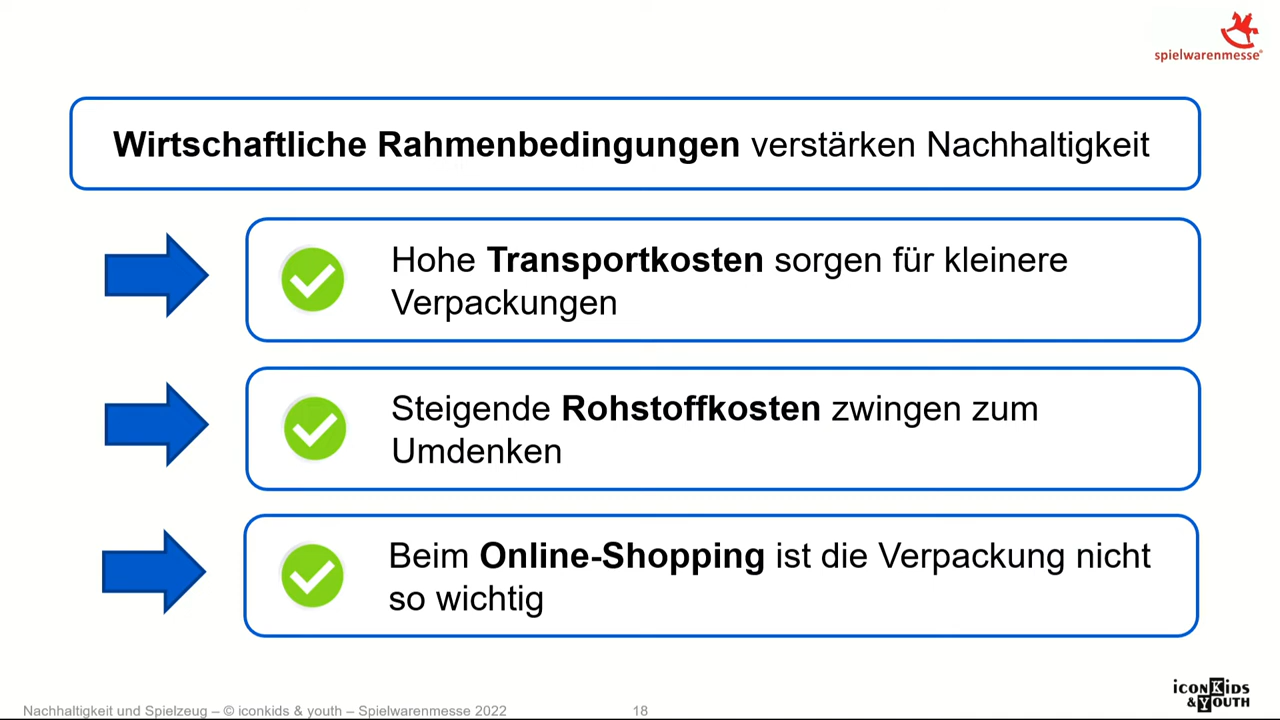 spielwarenmesse®
Wirtschaftliche Rahmenbedingungen verstärken Nachhaltigkeit
Hohe Transportkosten sorgen für kleinere
Verpackungen
Steigende Rohstoffkosten zwingen zum
Umdenken
Beim Online-Shopping ist die Verpackung nicht
so wichtig
iconKids
&YOUTH
Nachhaltigkeit und Spielzeug – © iconkids & youth – Spielwarenmesse 2022 18